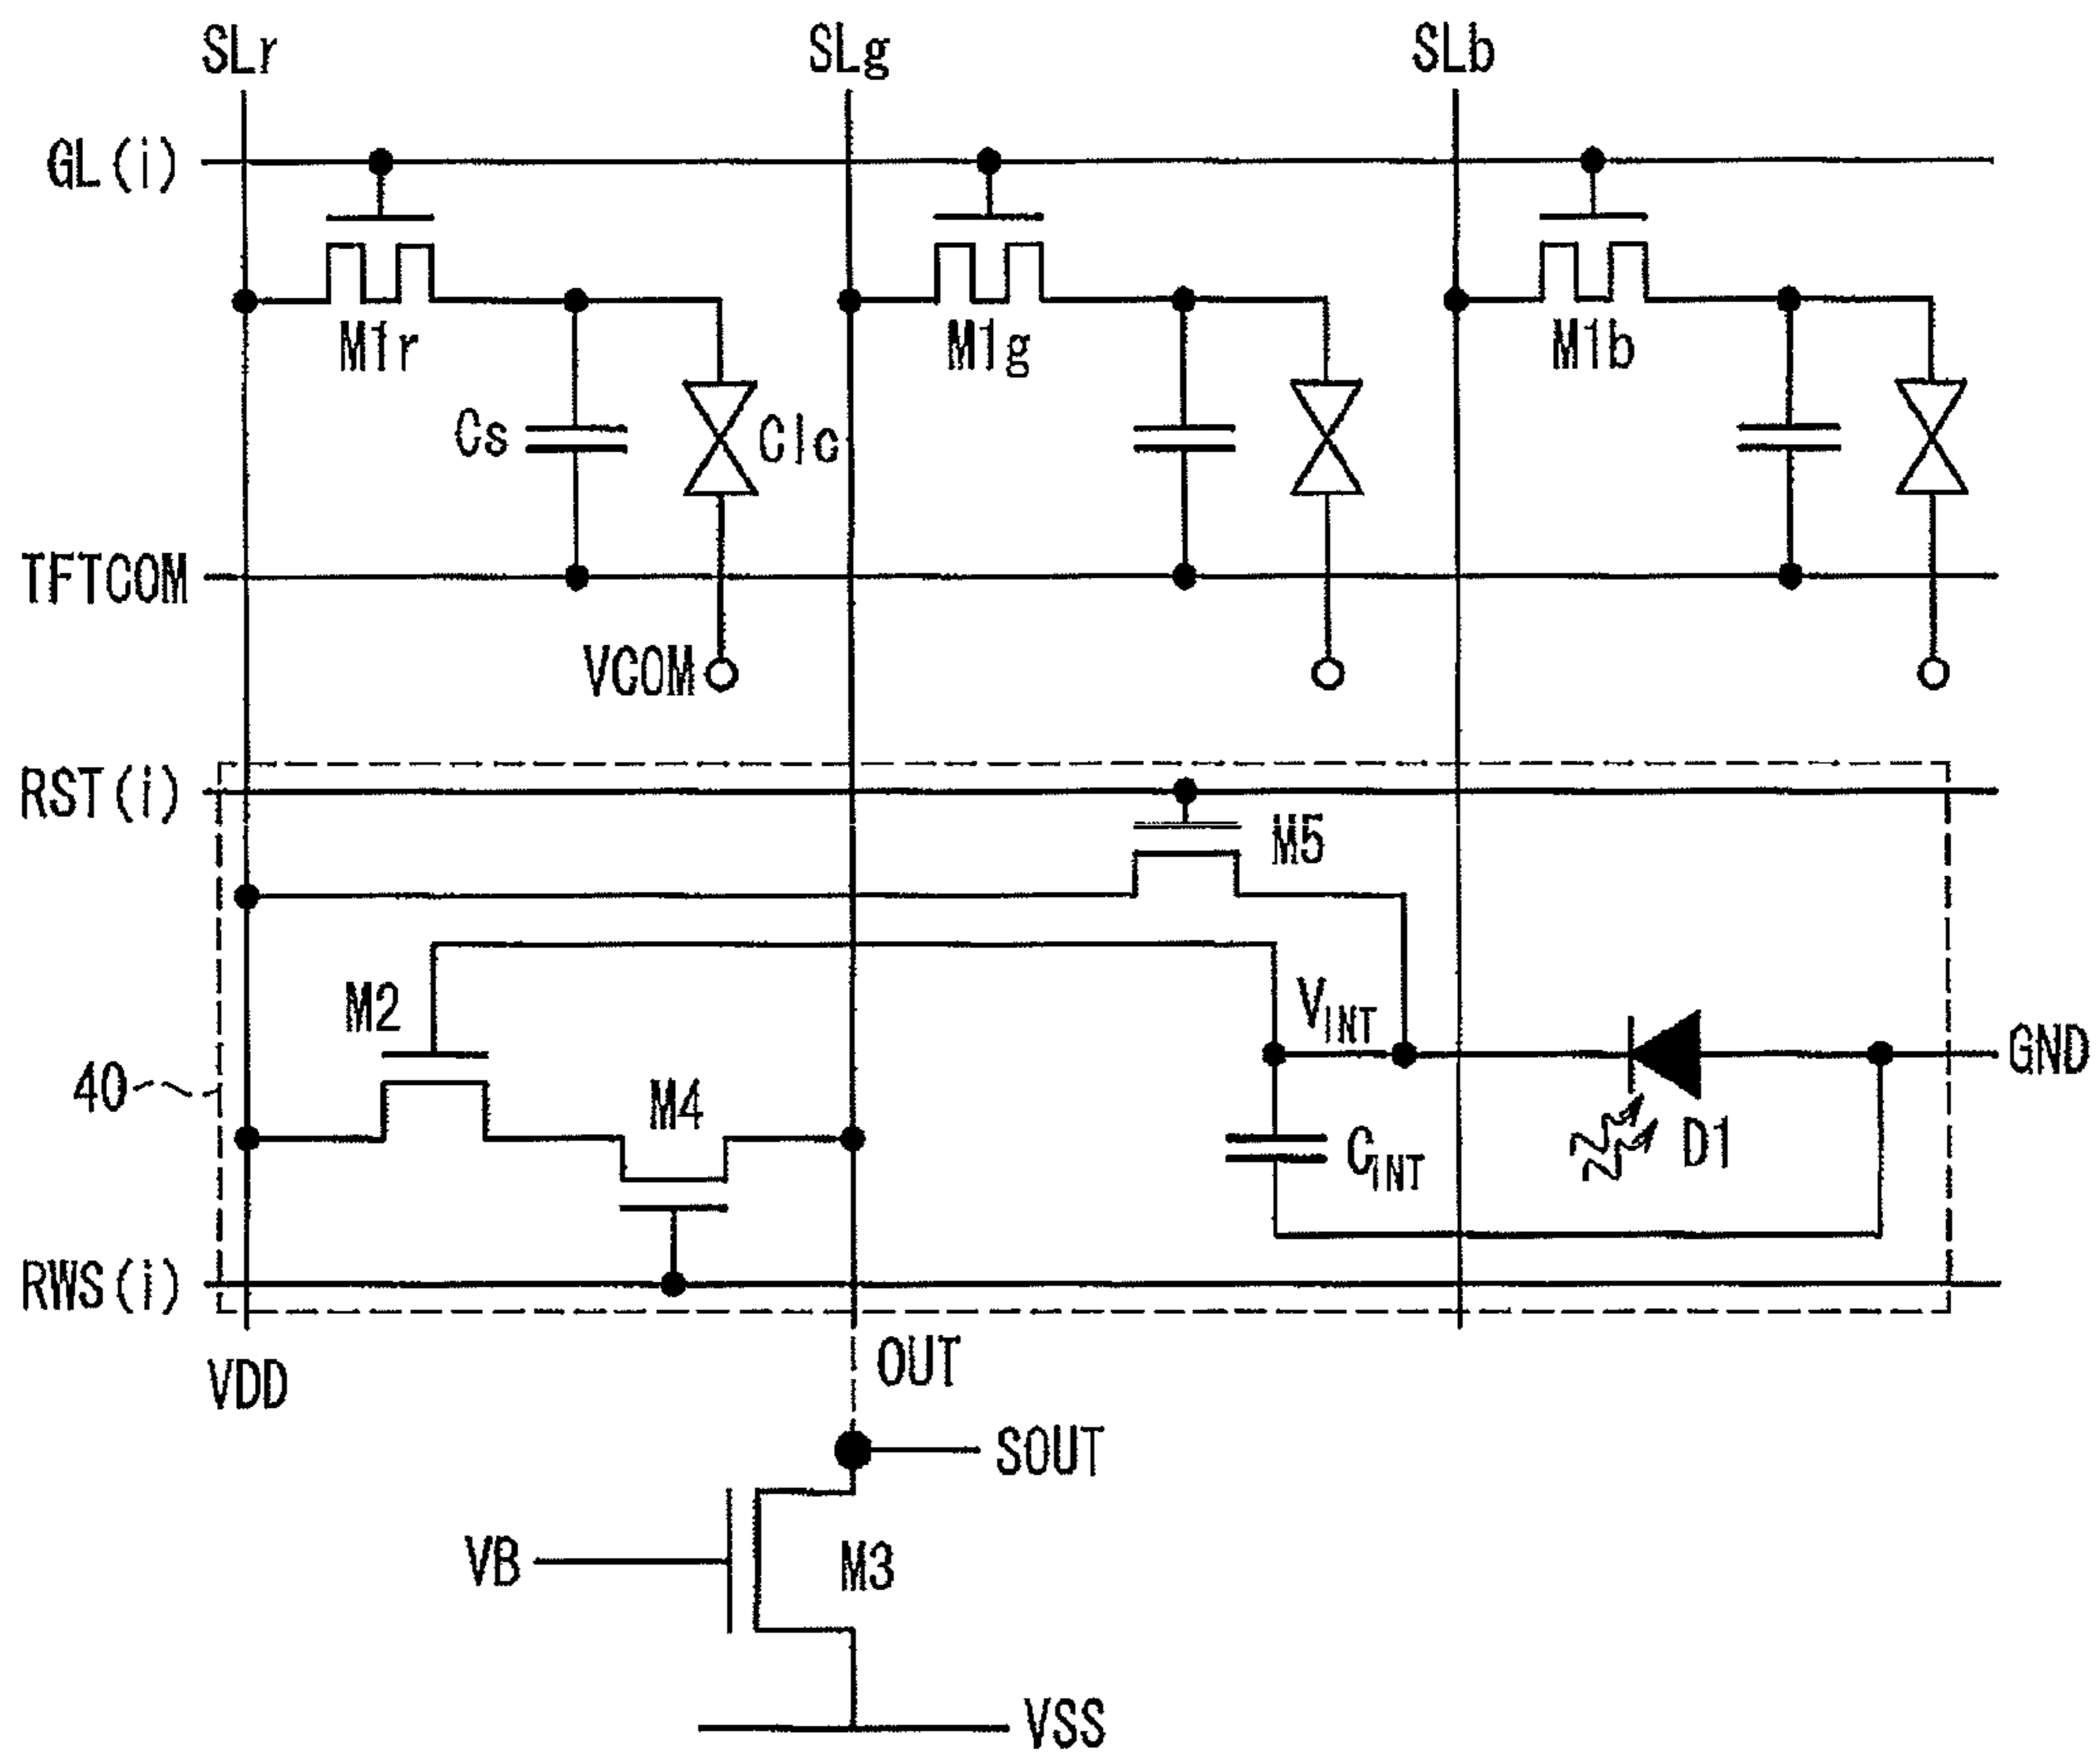 SLr
SLg
SLb
GL(i)
M1r
M1g
M1b
Cs
Clc
TFTCOM
VCOM
RST(i)
M5
M2
VINT
GND
40
M4
CINT
D1
RWS(i)
VDD
OUT
SOUT
VB
M3
VSS